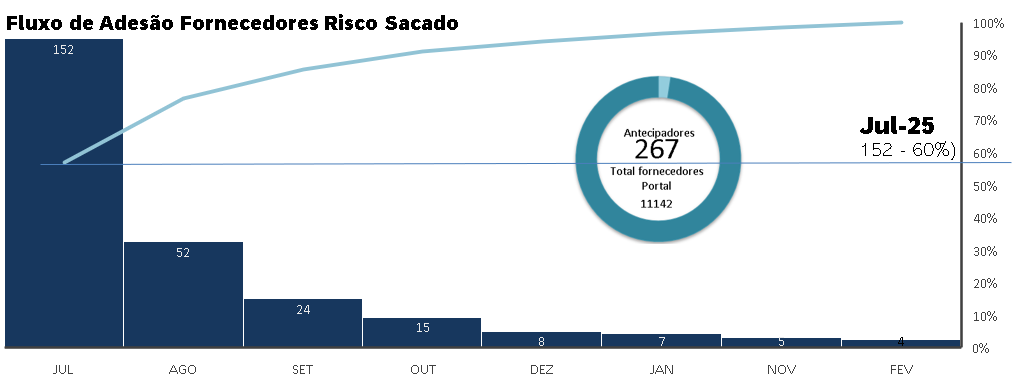 Fluxo de Adesão Fornecedores Risco Sacado
100%
90%
80%
70%
60%
50%
40%
30%
20%
10%
0%
152
52
24
15
8
7
5
4
Antecipadores
267
Total fornecedores
Portal
11142
Jul-25
152 - 60%)
JUL
AGO
SET
OUT
DEZ
JAN
NOV
FEV